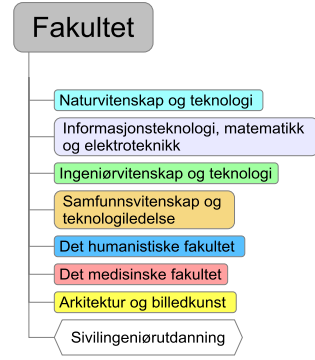 Fakultet
Naturvitenskap og teknologi
Informasjonsteknologi, matematikk
og elektroteknikk
Ingeniørvitenskap og teknologi
Samfunnsvitenskap og
teknologiledelse
Det humanistiske fakultet
Det medisinske fakultet
Arkitektur og billedkunst
Sivilingeniørutdanning